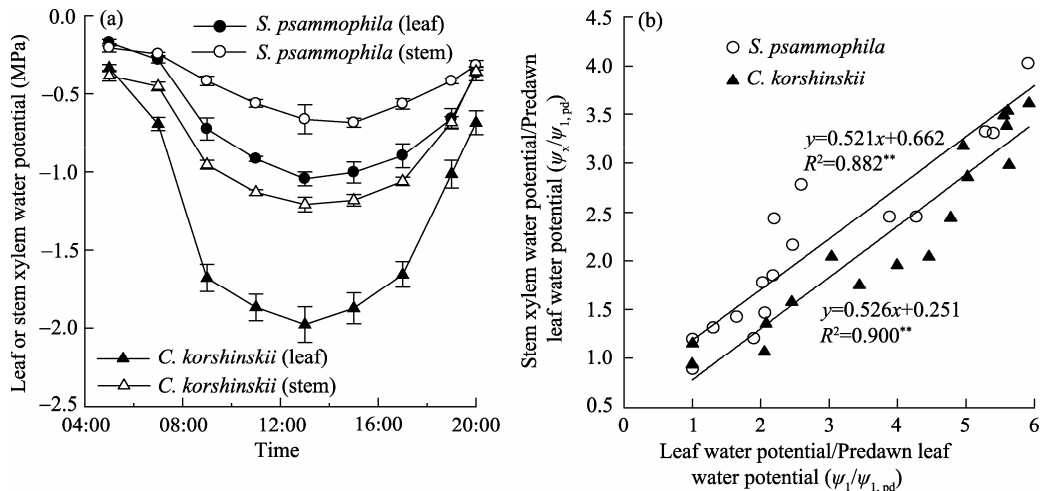 (a)
S. psammophila (leaf)
S. psammophila (stem)
C. korshinskii (leaf)
C. korshinskii (stem)
Leaf or stem xylem water potential (MPa)
0.0
−0.5
−1.0
−1.5
−2.0
−2.5
04:00
08:00
12:00
16:00
20:00
Time
(b)
S. psammophila
C. korshinskii
y=0.521x+0.662
R²=0.882**
y=0.526x+0.251
R²=0.900**
Stem xylem water potential/Predawn
leaf water potential (ψx/ψ1, pd)
4.5
4.0
3.5
3.0
2.5
2.0
1.5
1.0
0.5
0
1
2
3
4
5
6
Leaf water potential/Predawn leaf
water potential (ψ1/ψ1, pd)